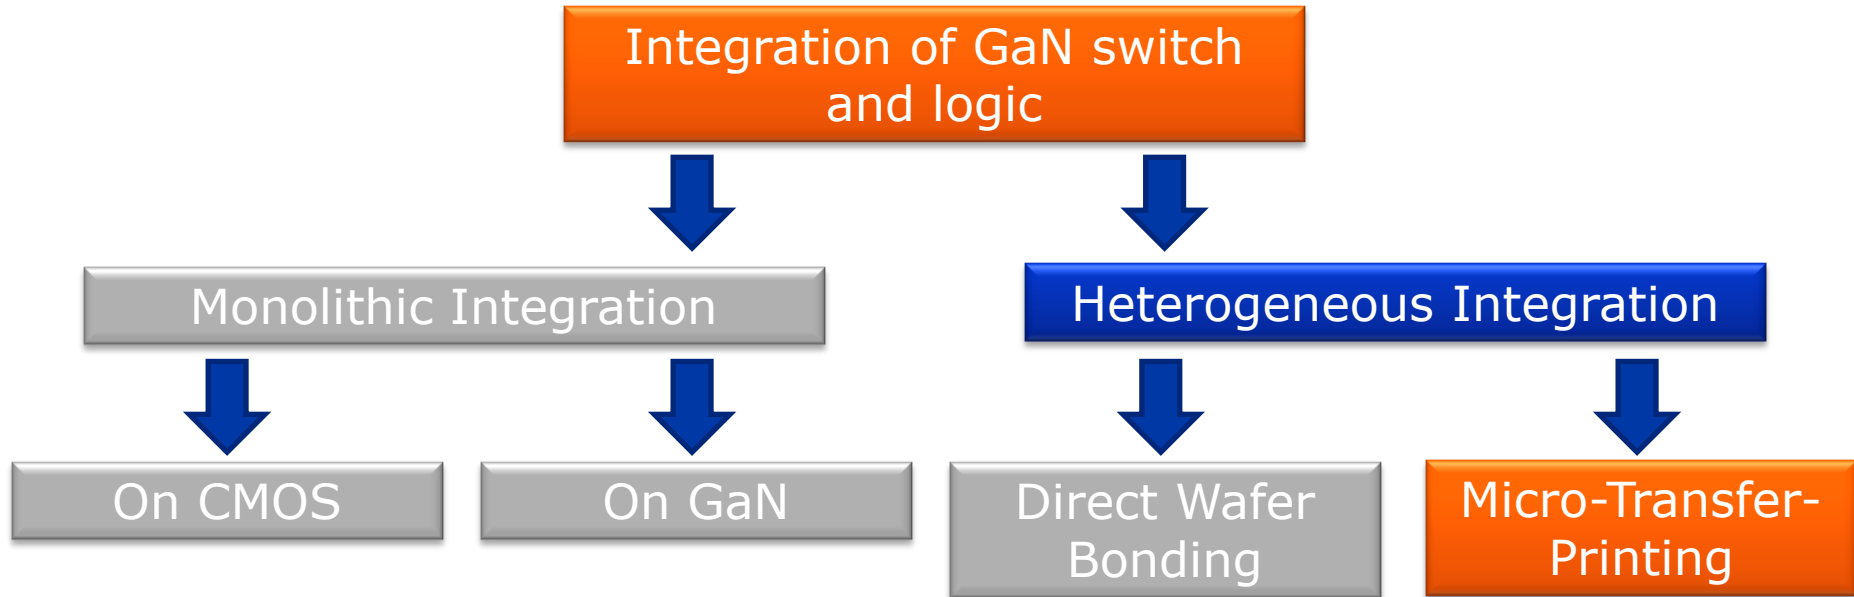 Integration of GaN switch
and logic
Monolithic Integration
Heterogeneous Integration
On CMOS
On GaN
Direct Wafer
Bonding
Micro-Transfer-
Printing